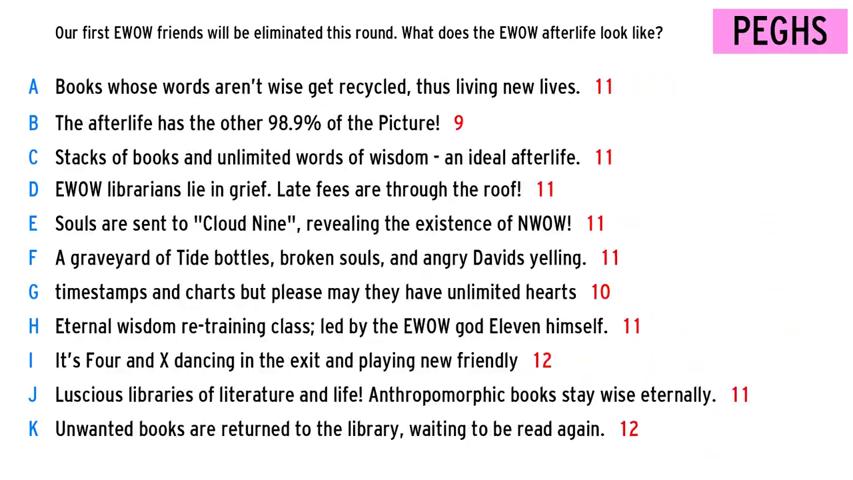 Our first EWOW friends will be eliminated this round. What does the EWOW afterlife look like?
PEGHS
A Books whose words aren't wise get recycled, thus living new lives. 11
B The afterlife has the other 98.9% of the Picture! 9
C Stacks of books and unlimited words of wisdom - an ideal afterlife. 11
D EWOW librarians lie in grief. Late fees are through the roof! 11
E Souls are sent to "Cloud Nine", revealing the existence of NWOW! 11
F A graveyard of Tide bottles, broken souls, and angry Davids yelling. 11
G timestamps and charts but please may they have unlimited hearts 10
H Eternal wisdom re-training class; led by the EWOW god Eleven himself. 11
I It's Four and X dancing in the exit and playing new friendly 12
J Luscious libraries of literature and life! Anthropomorphic books stay wise eternally. 11
K Unwanted books are returned to the library, waiting to be read again. 12